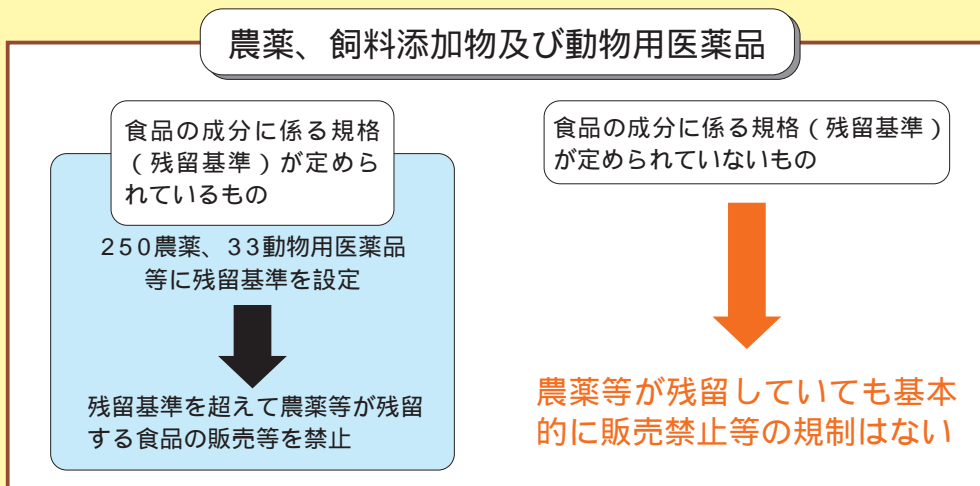 農薬、飼料添加物及び動物用医薬品
食品の成分に係る規格
(残留基準)が定めら
れているもの
250農薬、33動物用医薬品
等に残留基準を設定
残留基準を超えて農薬等が残留
する食品の販売等を禁止
食品の成分に係る規格(残留基準)
が定められていないもの
農薬等が残留していても基本
的に販売禁止等の規制はない